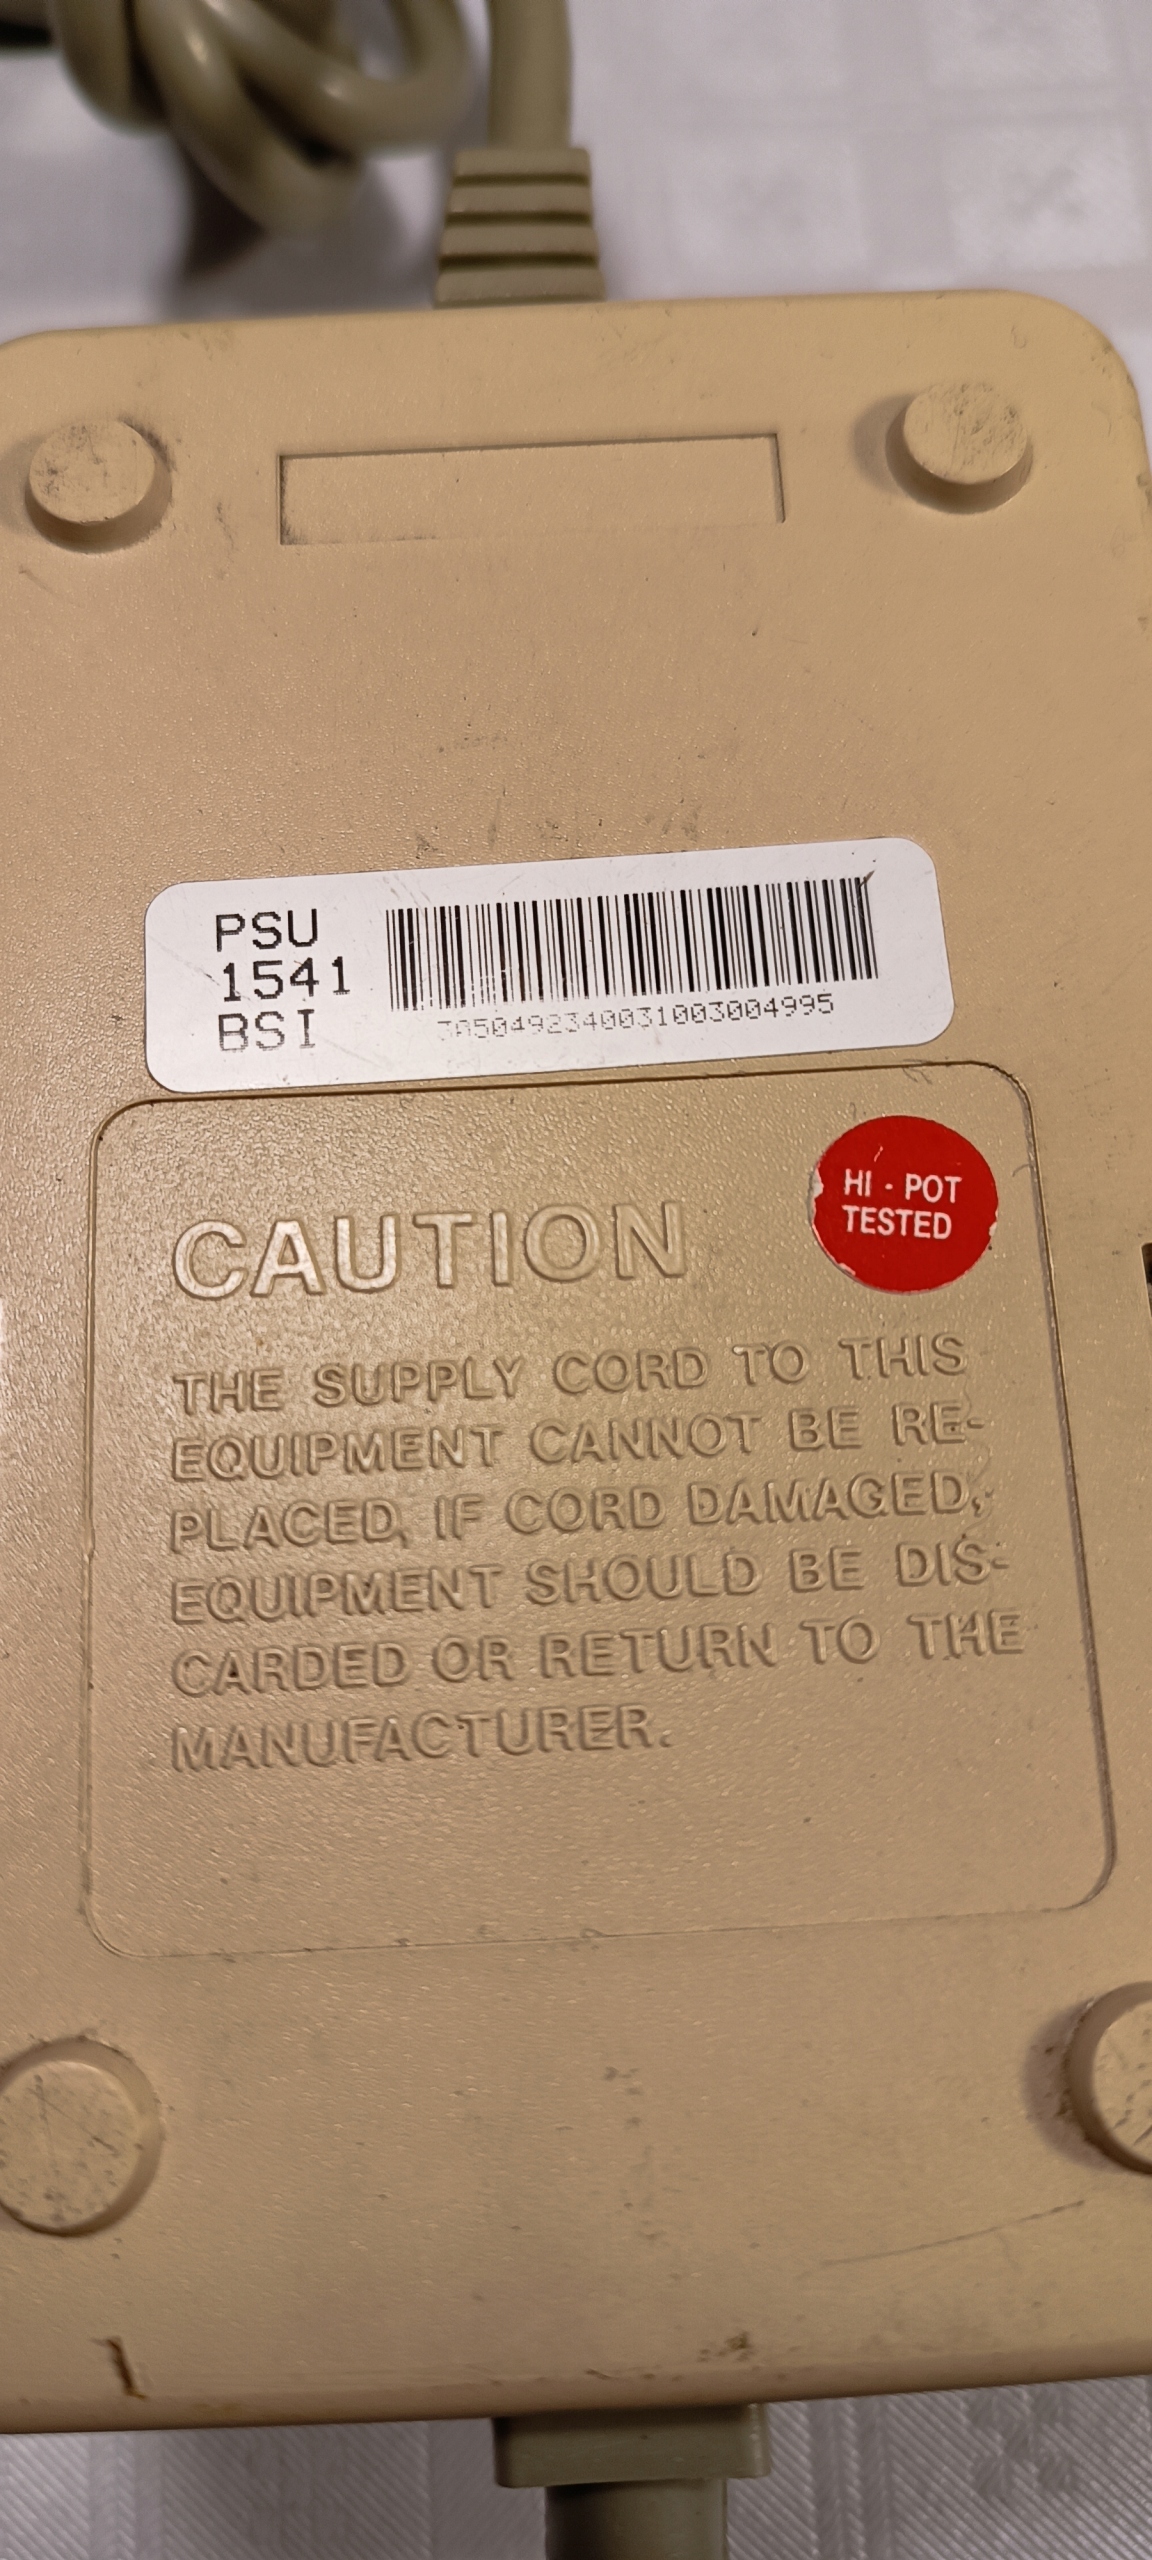 PSU
1541
BSI
3A50492340031003004995
HI - POT
TESTED
CAUTION
THE SUPPLY CORD TO THIS
EQUIPMENT CANNOT BE RE-
PLACED, IF CORD DAMAGED,
EQUIPMENT SHOULD BE DIS-
CARDED OR RETURN TO THE
MANUFACTURER.